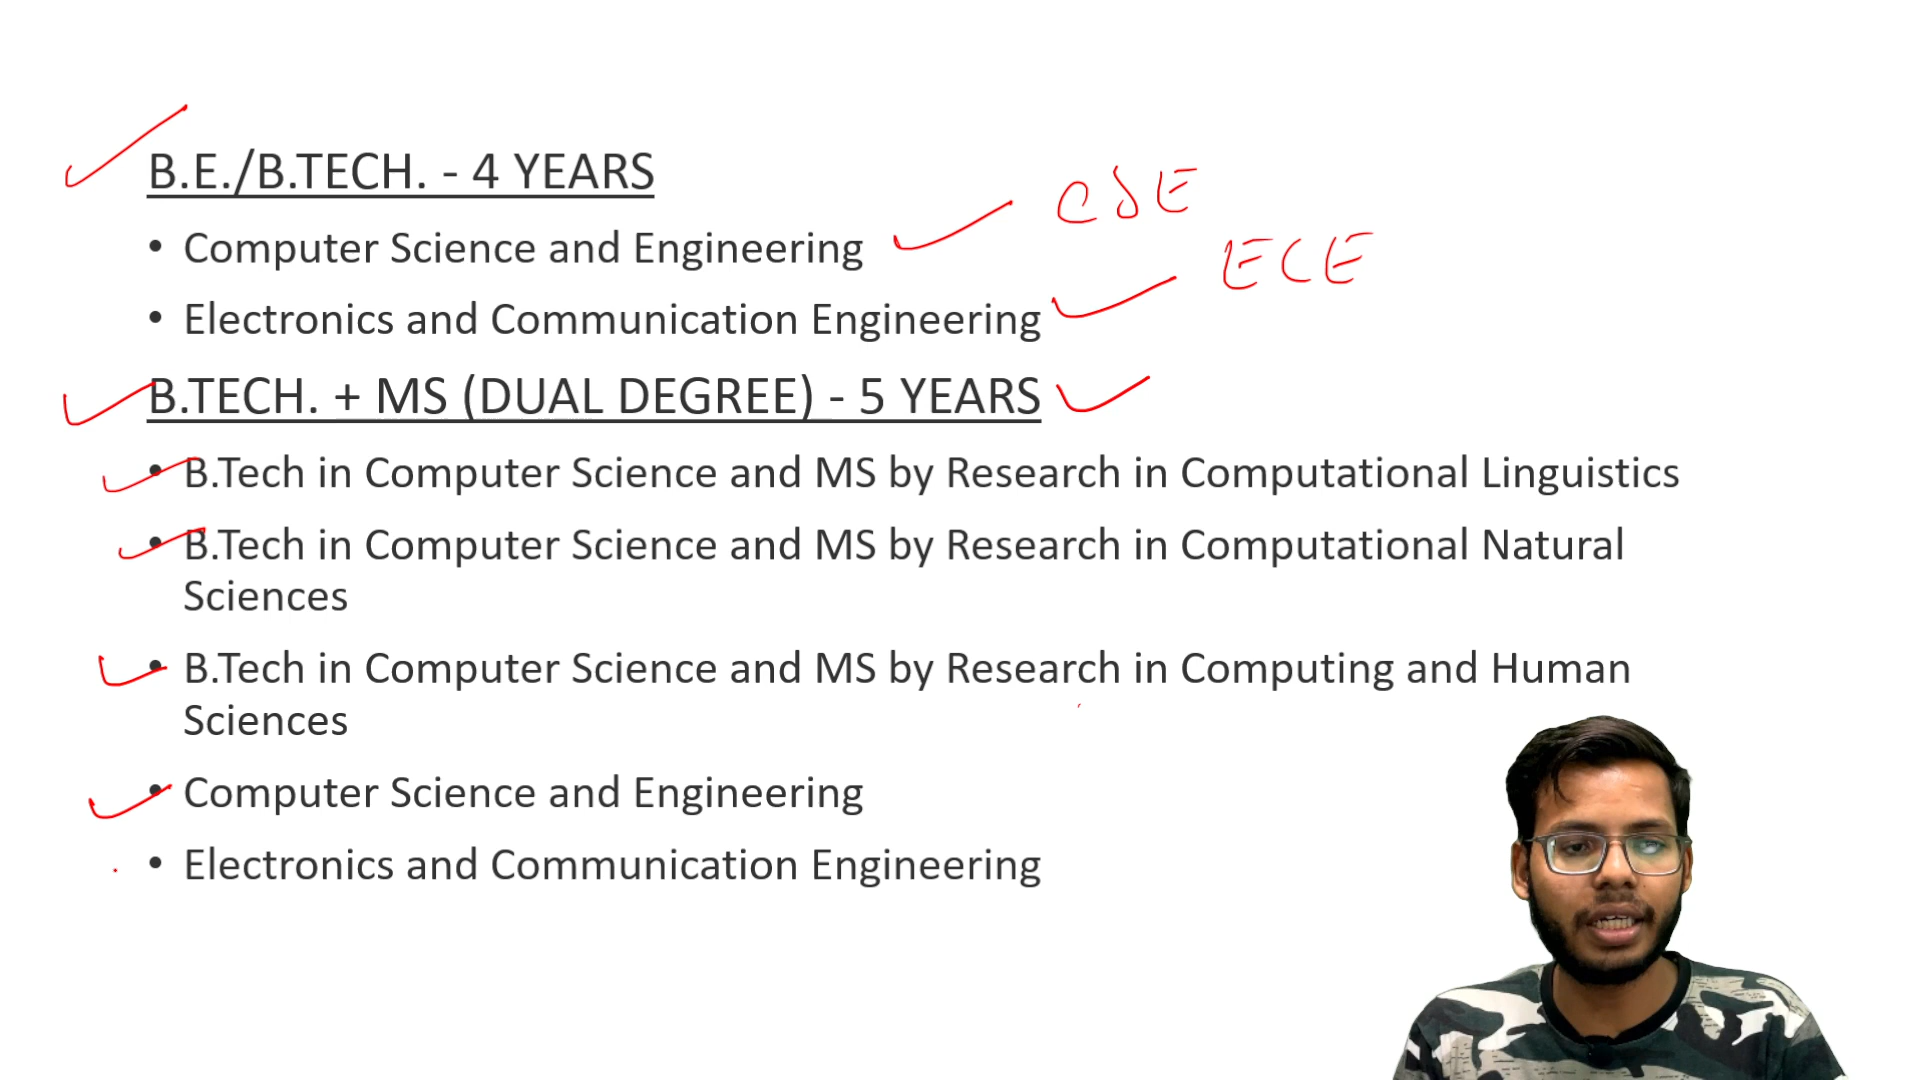 B.E./B.TECH. - 4 YEARS
• Computer Science and Engineering
CSE
• Electronics and Communication Engineering
ECE
B.TECH. + MS (DUAL DEGREE) - 5 YEARS
• B.Tech in Computer Science and MS by Research in Computational Linguistics
• B.Tech in Computer Science and MS by Research in Computational Natural
Sciences
• B.Tech in Computer Science and MS by Research in Computing and Human
Sciences
• Computer Science and Engineering
• Electronics and Communication Engineering